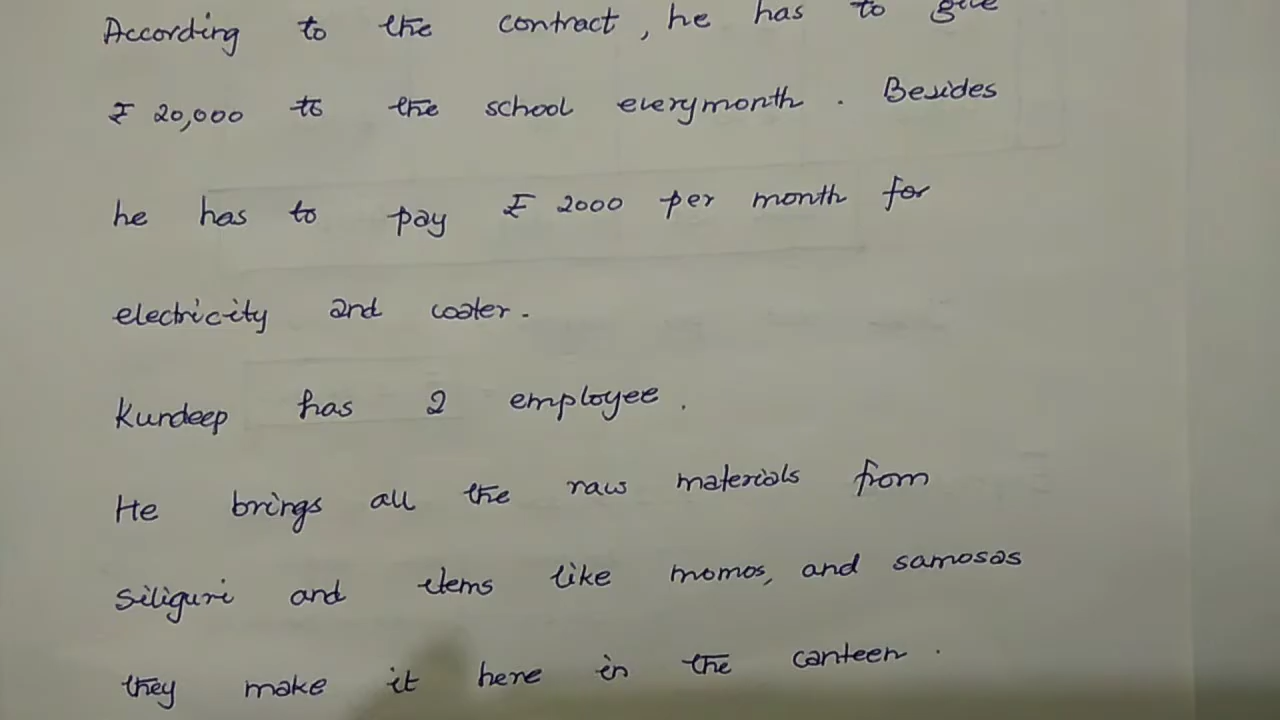 According to the contract, he has to give
₹ 20,000 to the school everymonth. Besides
he has to pay ₹ 2000 per month for
electricity and water.
Kundeep has 2 employee.
He brings all the raw materials from
Siliguri and items like momos, and samosas
they make it here in the canteen.